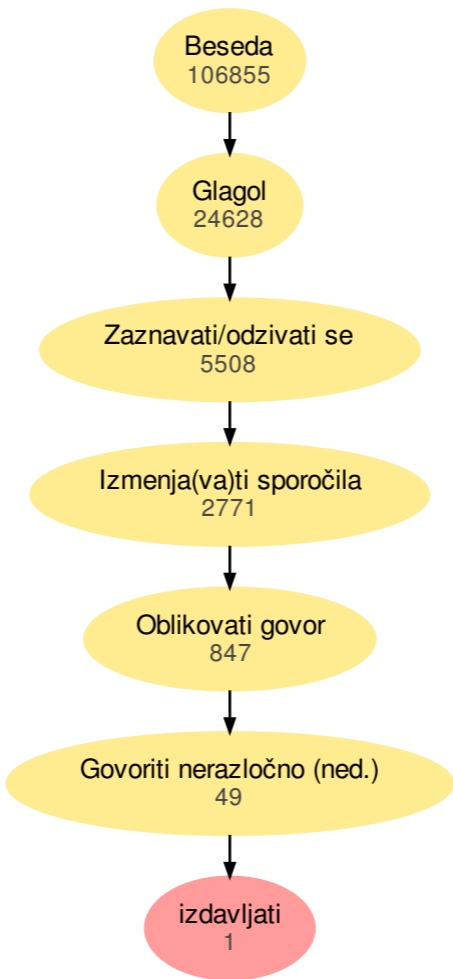 Beseda
106855
Glagol
24628
Zaznavati/odzivati se
5508
Izmenja(va)ti sporočila
2771
Oblikovati govor
847
Govoriti nerazločno (ned.)
49
izdavljati
1